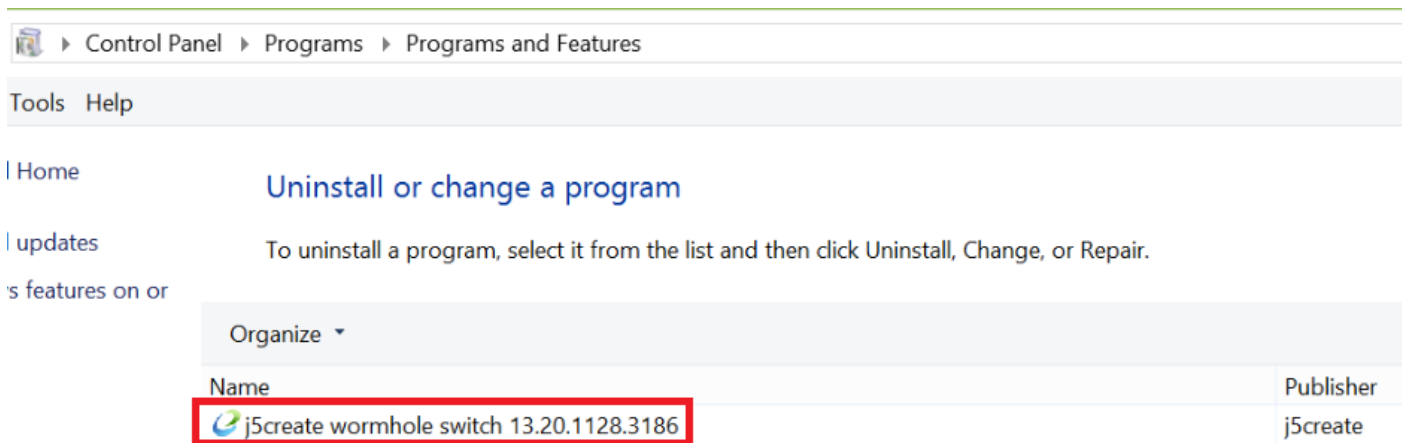 Control Panel Programs Programs and Features
Tools Help
Home
Uninstall or change a program
updates
To uninstall a program, select it from the list and then click Uninstall, Change, or Repair.
s features on or
Organize
Name Publisher
j5create wormhole switch 13.20.1128.3186 j5create